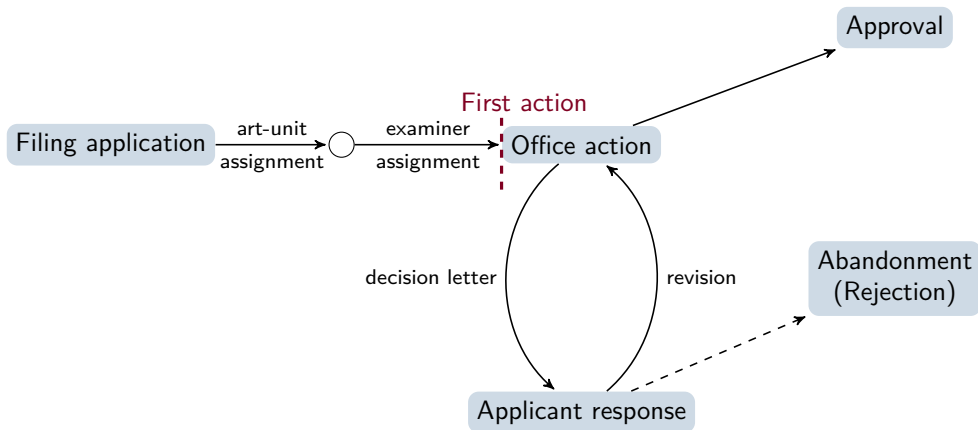 Approval
First action
Filing application
art-unit
assignment
examiner
assignment
Office action
decision letter
revision
Abandonment
(Rejection)
Applicant response